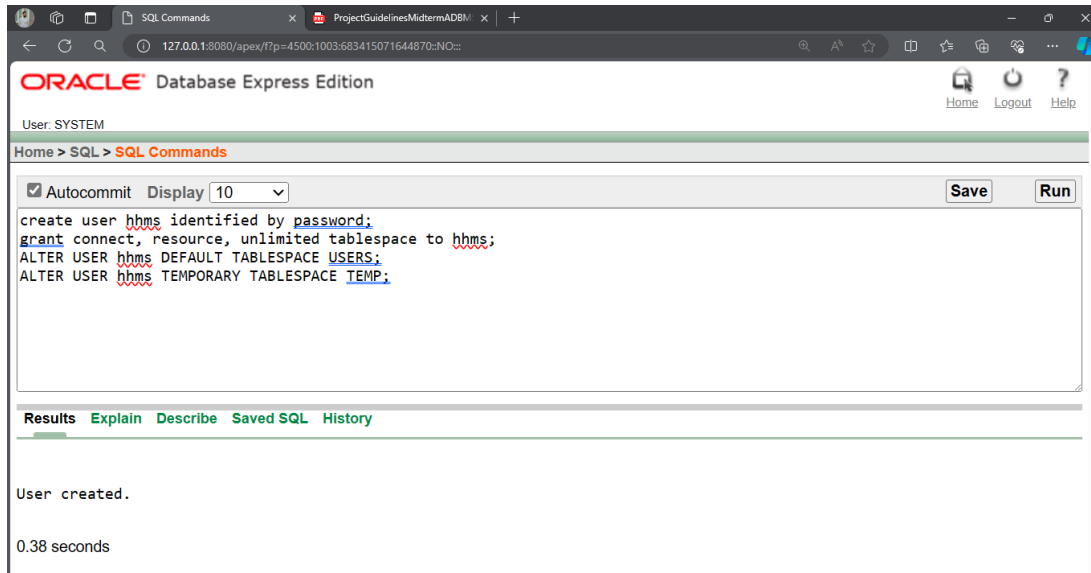 SQL Commands
ProjectGuidelinesMidtermADBM
127.0.0.1:8080/apex/f?p=4500:1003:683415071644870::NO:::
ORACLE Database Express Edition
Home Logout Help
User: SYSTEM
Home > SQL > SQL Commands
Autocommit Display 10
Save Run
create user hhms identified by password;
grant connect, resource, unlimited tablespace to hhms;
ALTER USER hhms DEFAULT TABLESPACE USERS;
ALTER USER hhms TEMPORARY TABLESPACE TEMP;
Results Explain Describe Saved SQL History
User created.
0.38 seconds